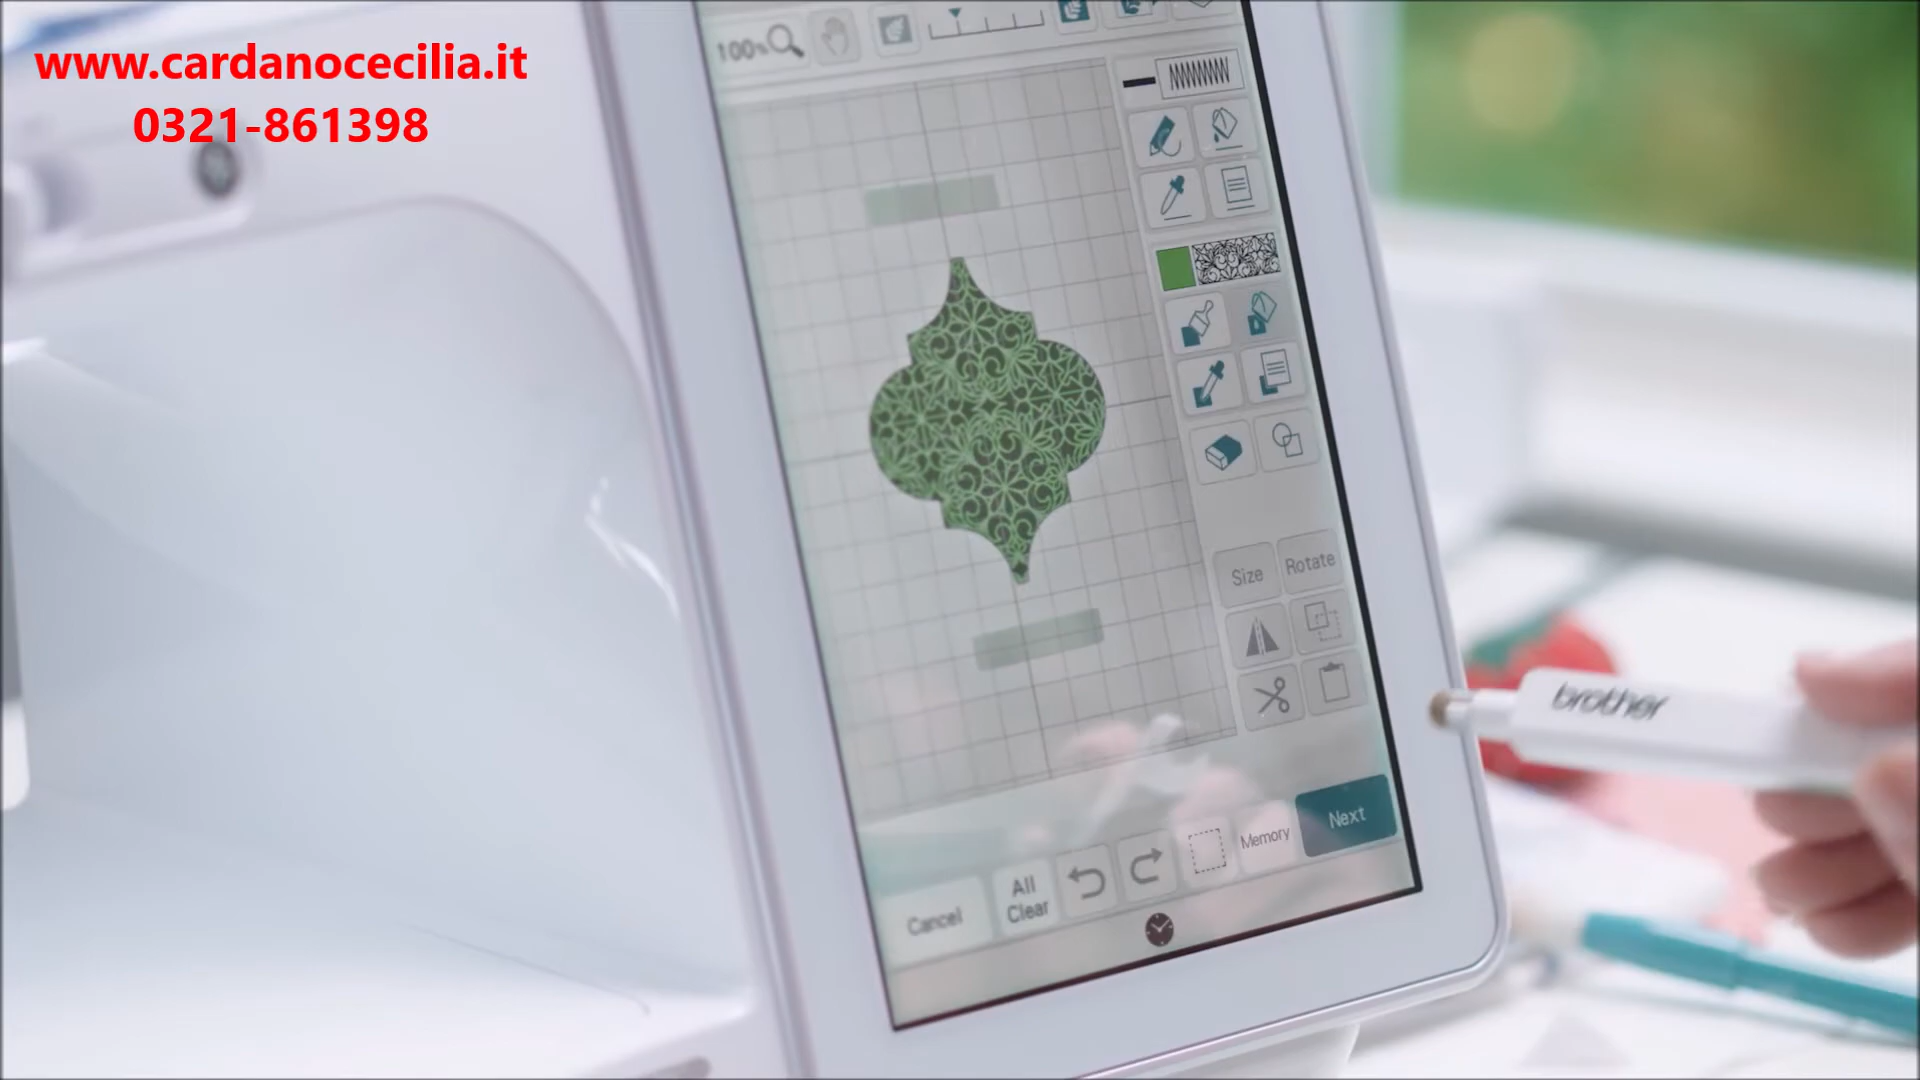 www.cardanocecilia.it
0321-861398
100%
Size
Rotate
brother
Next
Memory
All
Clear
Cancel